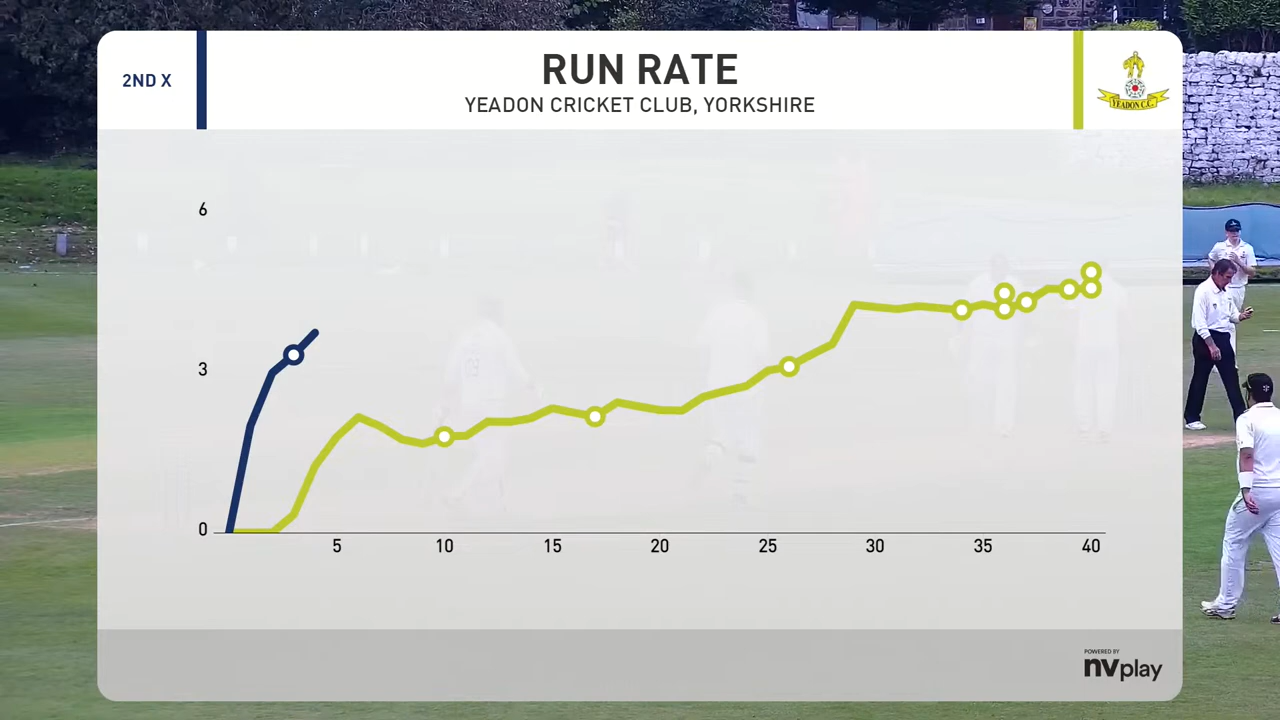 2ND X
RUN RATE
YEADON CRICKET CLUB, YORKSHIRE
YEADON C.C.
6
3
0
5 10 15 20 25 30 35 40
POWERED BY
nvplay